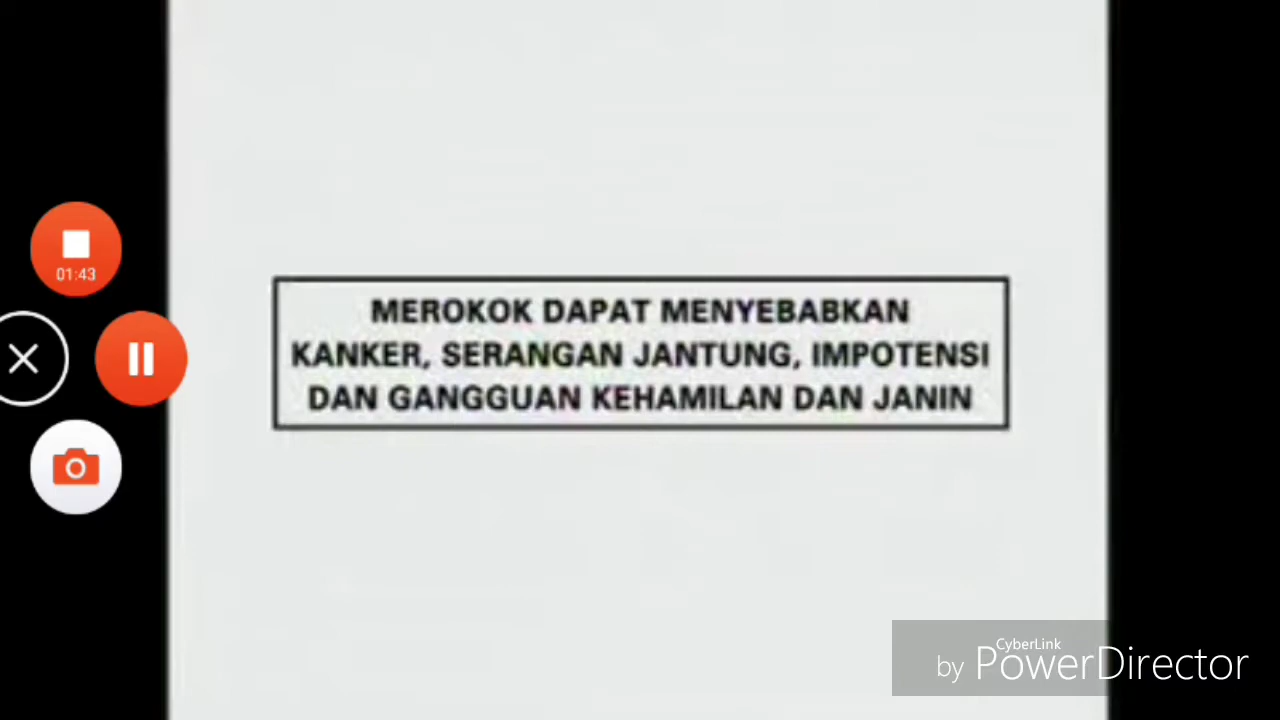 01:43
MEROKOK DAPAT MENYEBABKAN
KANKER, SERANGAN JANTUNG, IMPOTENSI
DAN GANGGUAN KEHAMILAN DAN JANIN
CyberLink
by PowerDirector